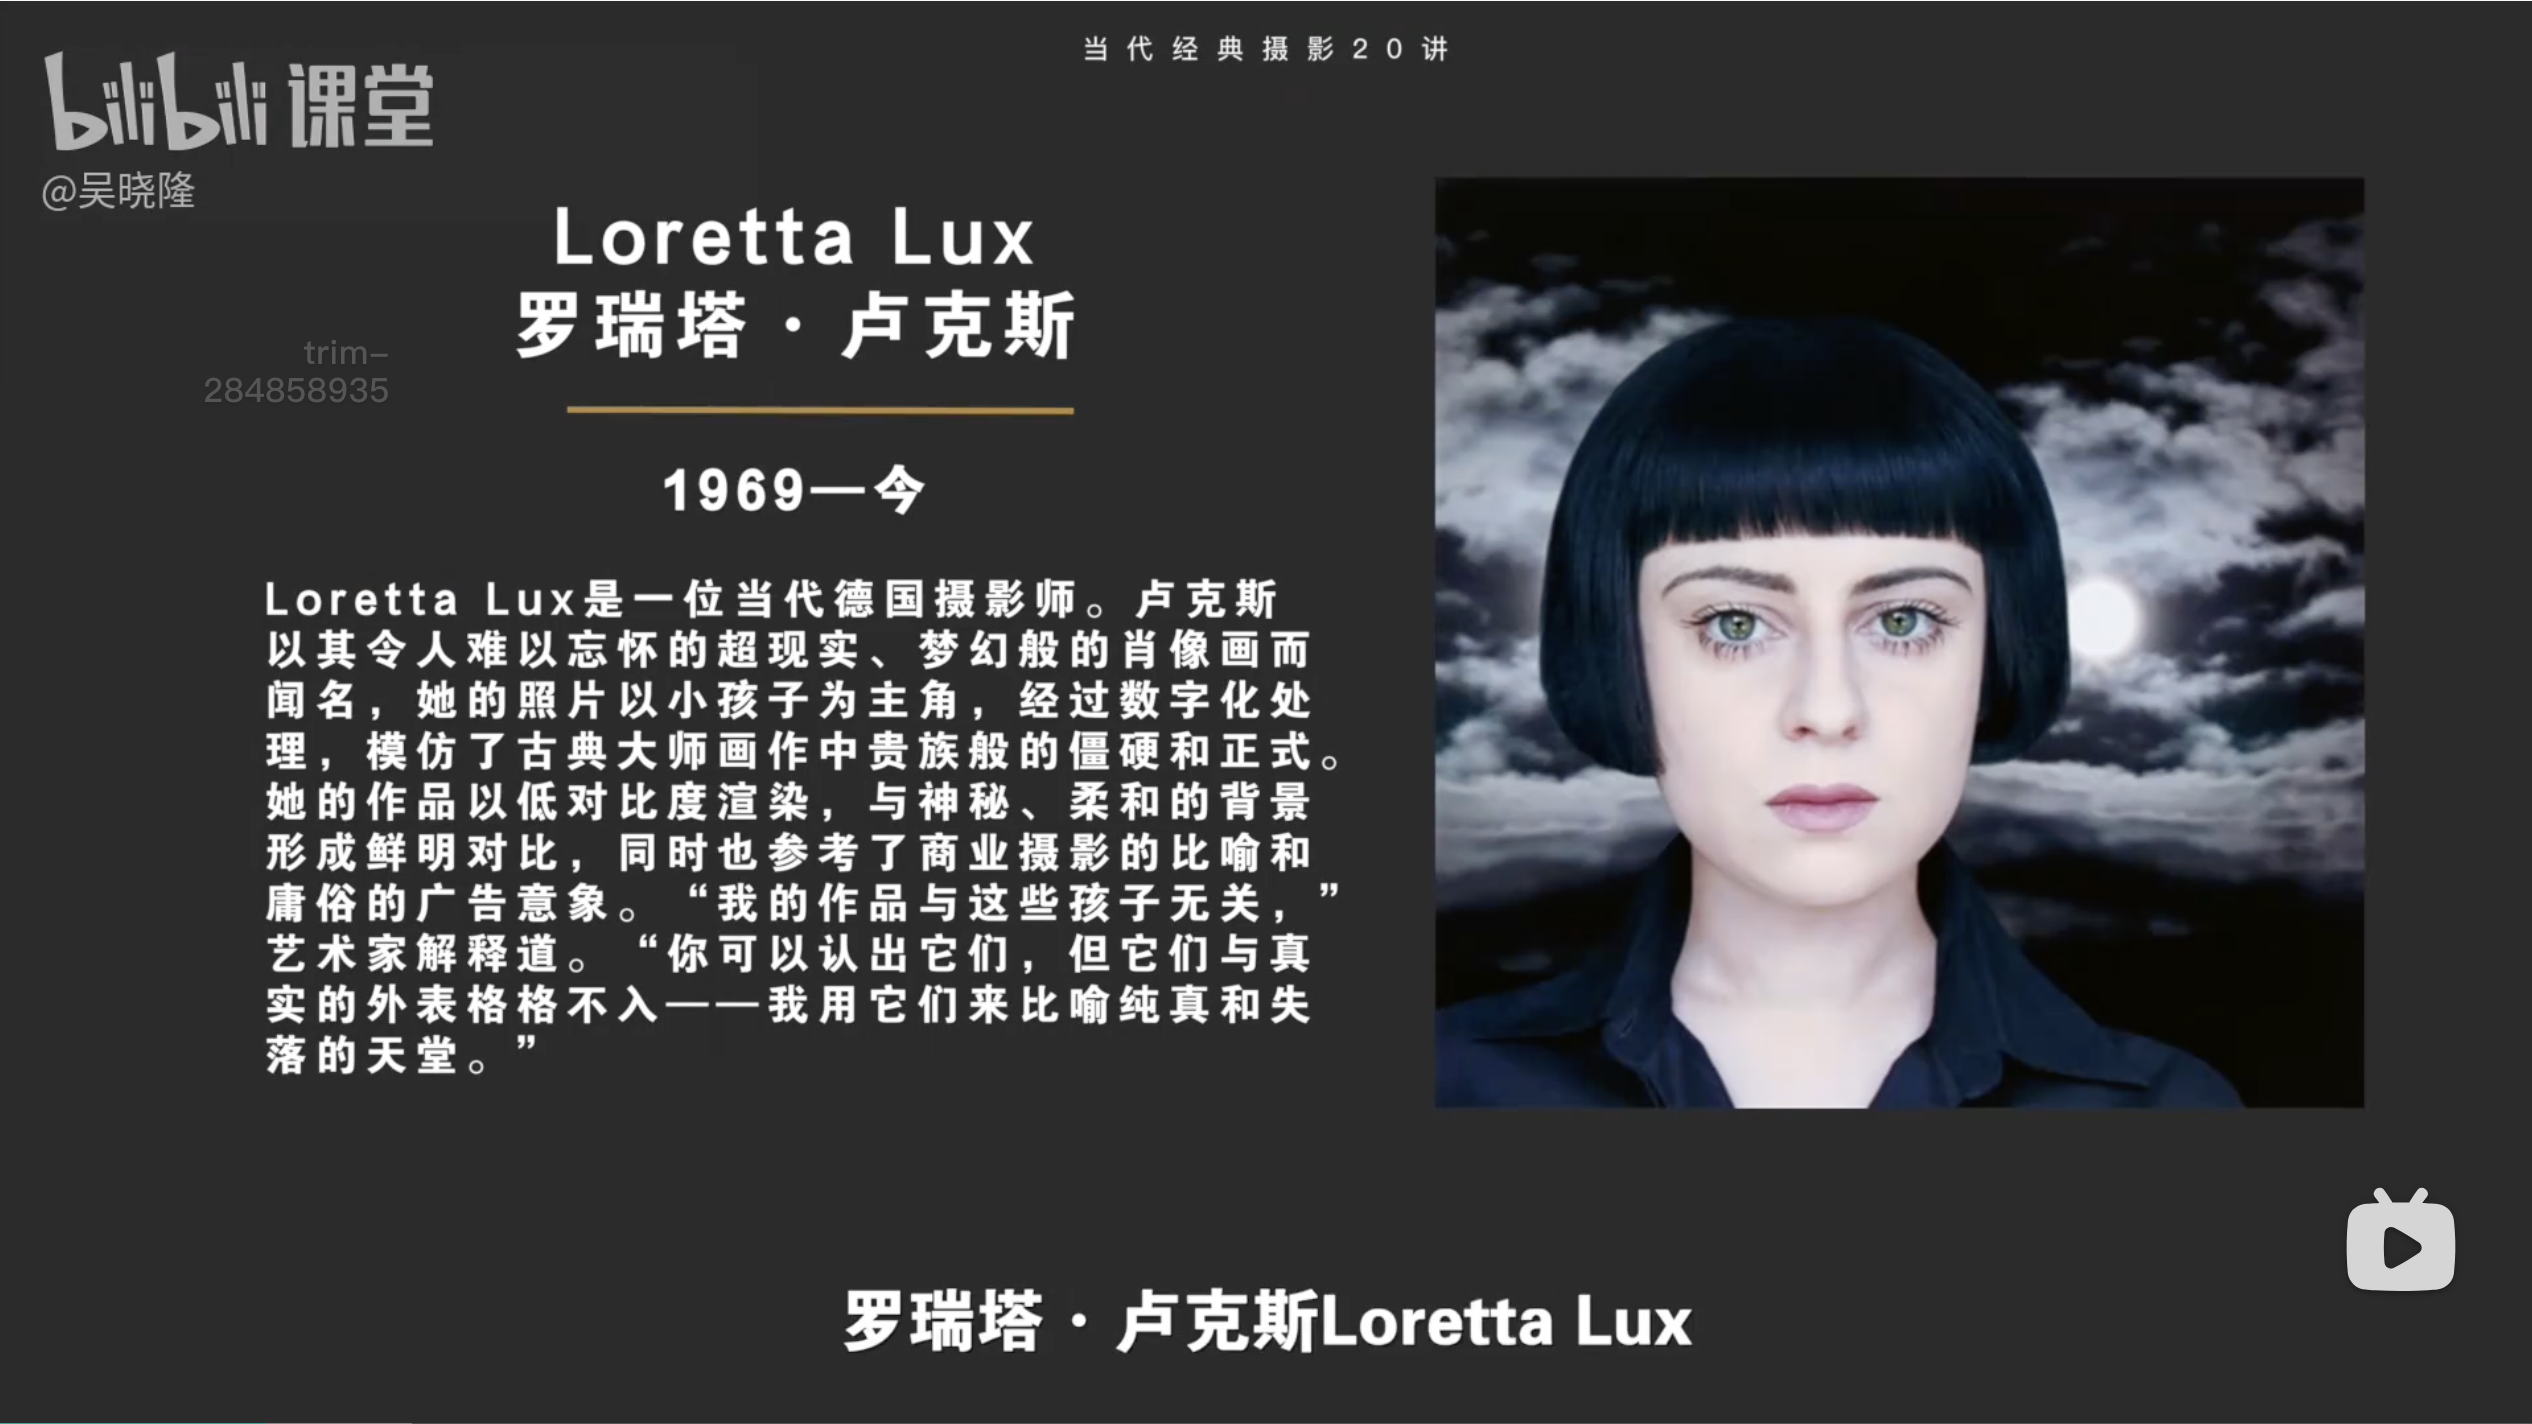 当代经典摄影20讲
bilibili 课堂
@吴晓隆
Loretta Lux
罗瑞塔·卢克斯
trim-
284858935
1969—今
Loretta Lux是一位当代德国摄影师。卢克斯
以其令人难以忘怀的超现实、梦幻般的肖像画而
闻名，她的照片以小孩子为主角，经过数字化处
理，模仿了古典大师画作中贵族般的僵硬和正式。
她的作品以低对比度渲染，与神秘、柔和的背景
形成鲜明对比，同时也参考了商业摄影的比喻和
庸俗的广告意象。“我的作品与这些孩子无关，”
艺术家解释道。“你可以认出它们，但它们与真
实的外表格格不入——我用它们来比喻纯真和失
落的天堂。”
罗瑞塔·卢克斯Loretta Lux